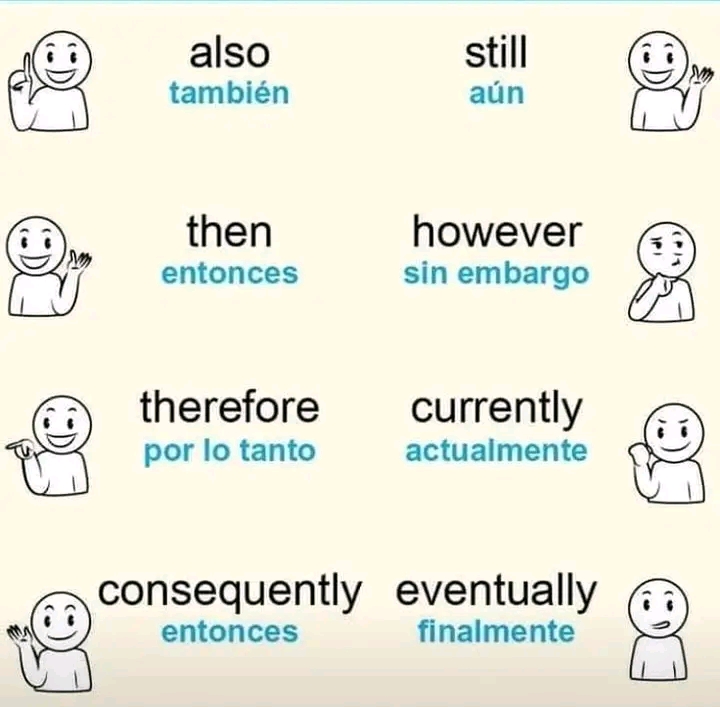 also
también
still
aún
then
entonces
however
sin embargo
therefore
por lo tanto
currently
actualmente
consequently
entonces
eventually
finalmente